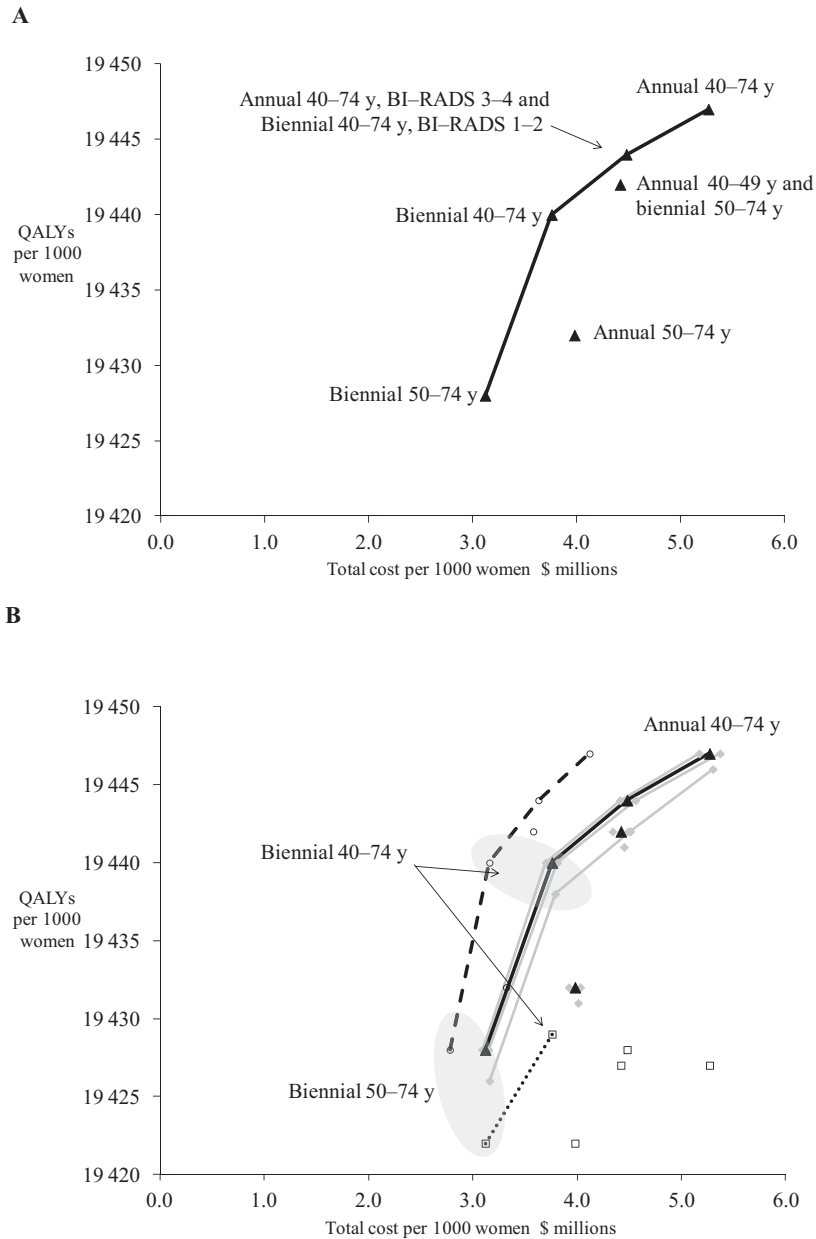 A
19 450
19 445
19 440
19 435
19 430
19 425
19 420
QALYs
per 1000
women
Annual 40–74 y, BI–RADS 3–4 and
Biennial 40–74 y, BI–RADS 1–2
Annual 40–74 y
Annual 40–49 y and
biennial 50–74 y
Biennial 40–74 y
Annual 50–74 y
Biennial 50–74 y
0.0 1.0 2.0 3.0 4.0 5.0 6.0
Total cost per 1000 women $ millions
B
19 450
19 445
19 440
19 435
19 430
19 425
19 420
QALYs
per 1000
women
Annual 40–74 y
Biennial 40–74 y
Biennial 50–74 y
0.0 1.0 2.0 3.0 4.0 5.0 6.0
Total cost per 1000 women $ millions